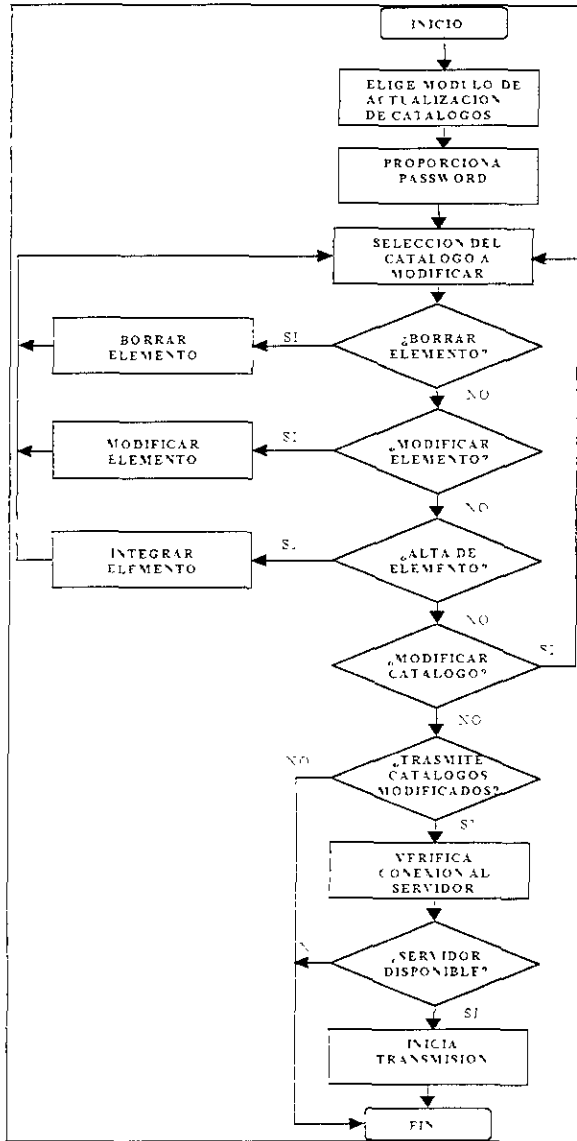 INICIO
ELIGE MODULO DE
ACTUALIZACION
DE CATALOGOS
PROPORCIONA
PASSWORD
SELECCION DEL
CATALOGO A
MODIFICAR
¿BORRAR
ELEMENTO?
SI
BORRAR
ELEMENTO
NO
¿MODIFICAR
ELEMENTO?
SI
MODIFICAR
ELEMENTO
NO
¿ALTA DE
ELEMENTO?
SI
INTEGRAR
ELEMENTO
NO
¿MODIFICAR
CATALOGO?
SI
NO
¿TRASMITE
CATALOGOS
MODIFICADOS?
NO
SI
VERIFICA
CONEXION AL
SERVIDOR
¿SERVIDOR
DISPONIBLE?
SI
INICIA
TRANSMISION
FIN